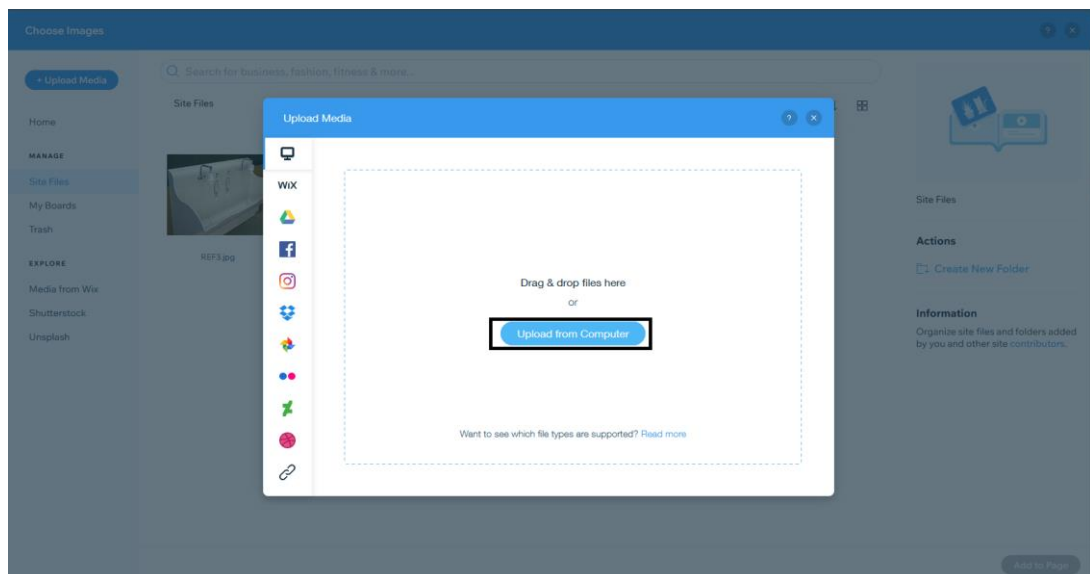 Choose Images
+ Upload Media
Search for business, fashion, fitness & more...
Home
MANAGE
Site Files
My Boards
Trash
EXPLORE
Media from Wix
Shutterstock
Unsplash
Site Files
REF3.jpg
Upload Media
?
WiX
Drag & drop files here
or
Upload from Computer
Want to see which file types are supported? Read more
?
Site Files
Actions
Create New Folder
Information
Organize site files and folders added
by you and other site contributors.
Add to Page